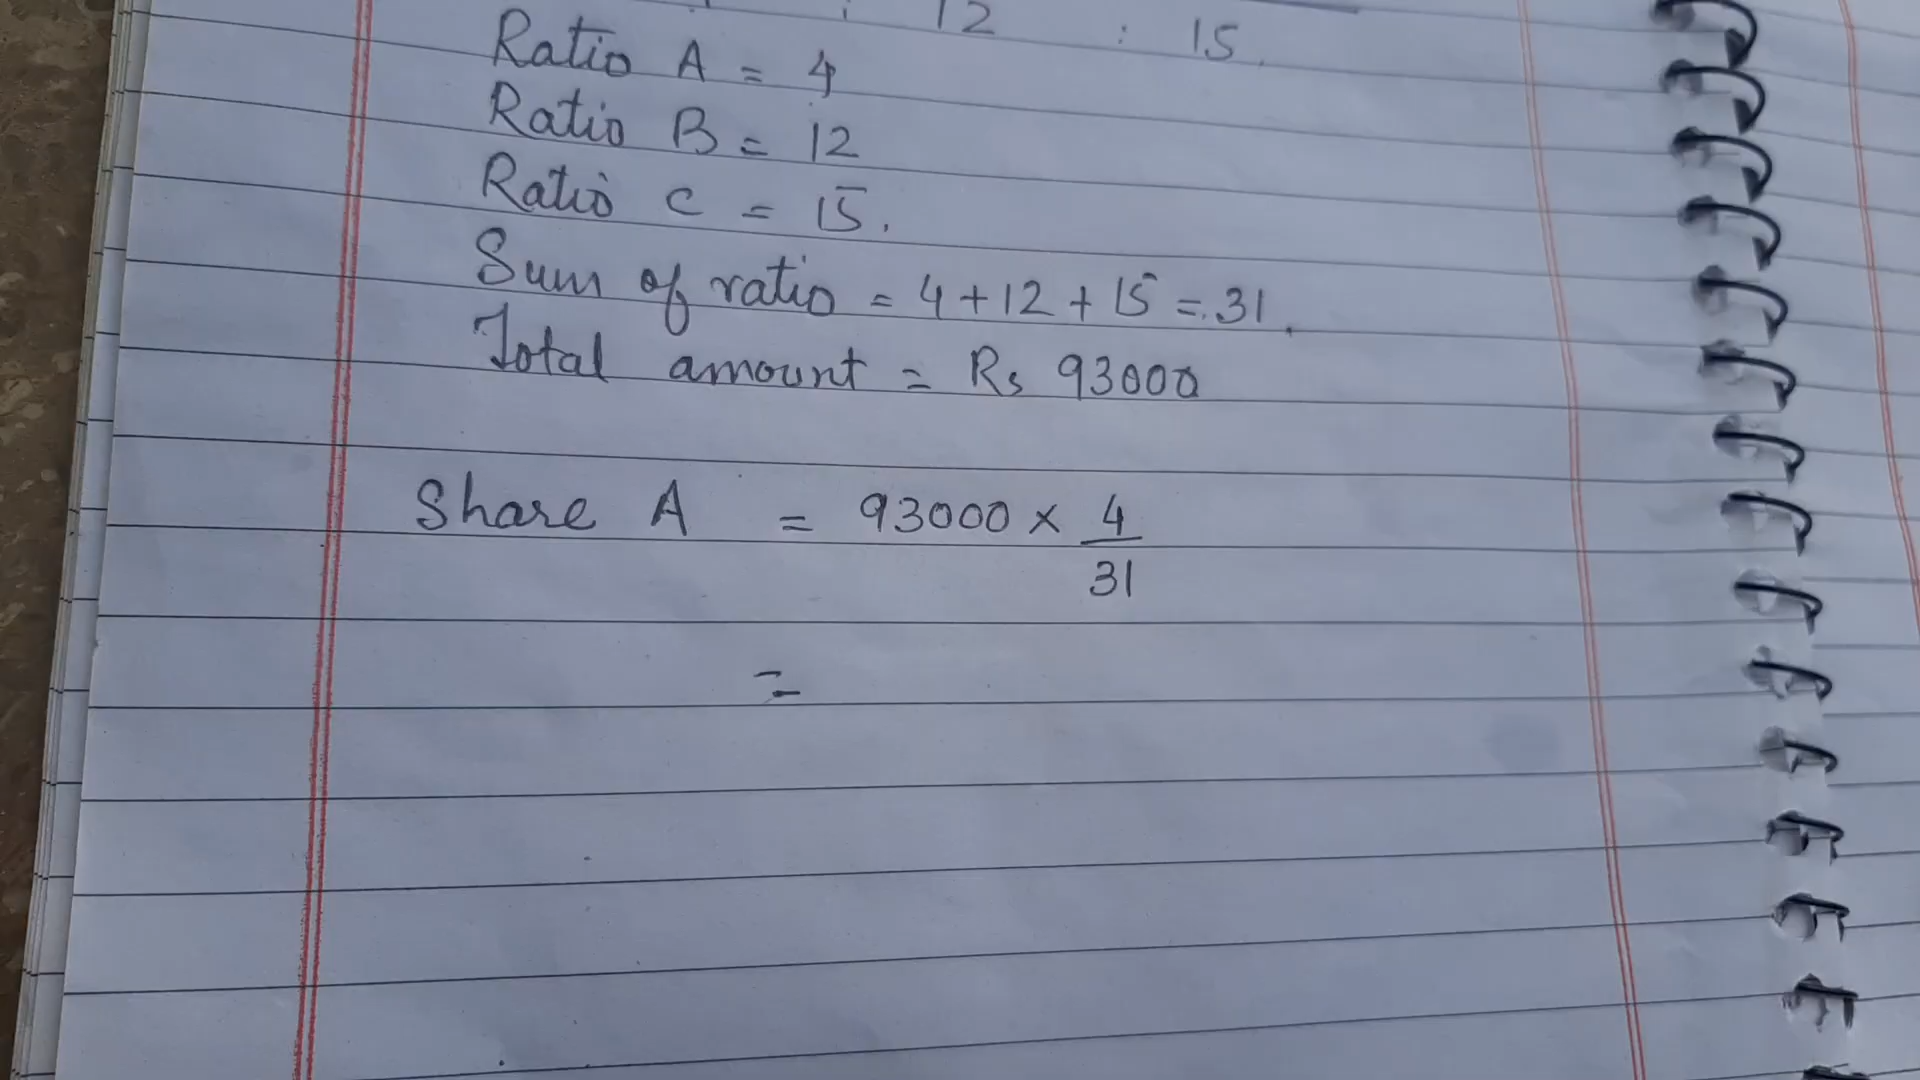 : 12 : 15.
Ratio A = 4
Ratio B = 12
Ratio C = 15.
Sum of ratio = 4 + 12 + 15 = 31.
Total amount = Rs 93000
Share A = 93000 × 4/31
=